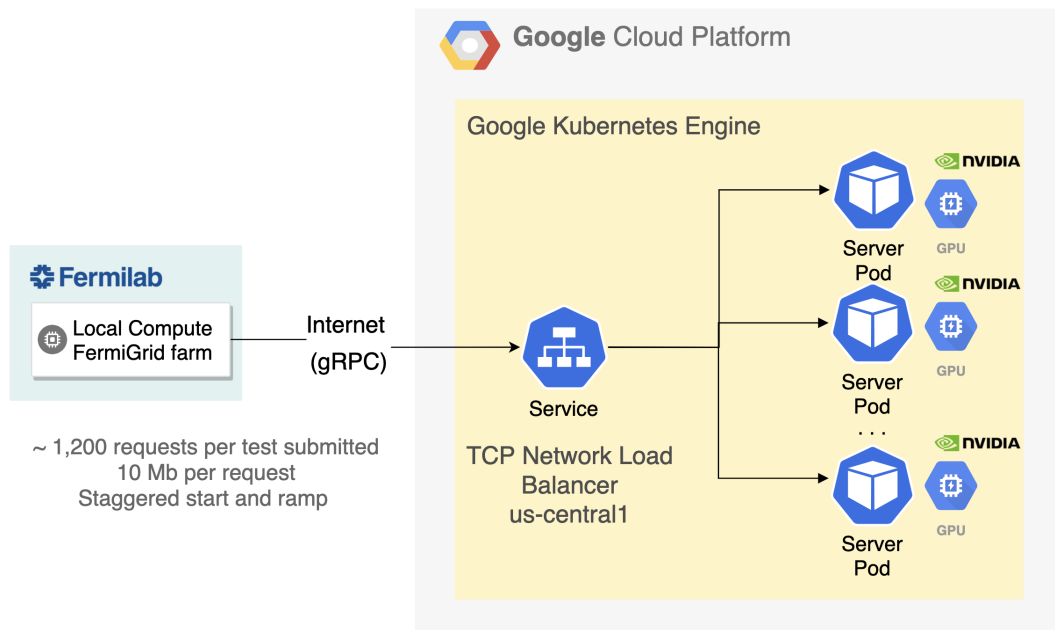 Google Cloud Platform
Google Kubernetes Engine
NVIDIA
GPU
Server
Pod
NVIDIA
GPU
Server
Pod
. . .
NVIDIA
GPU
Server
Pod
Fermilab
Local Compute
FermiGrid farm
Internet
(gRPC)
Service
TCP Network Load
Balancer
us-central1
~ 1,200 requests per test submitted
10 Mb per request
Staggered start and ramp